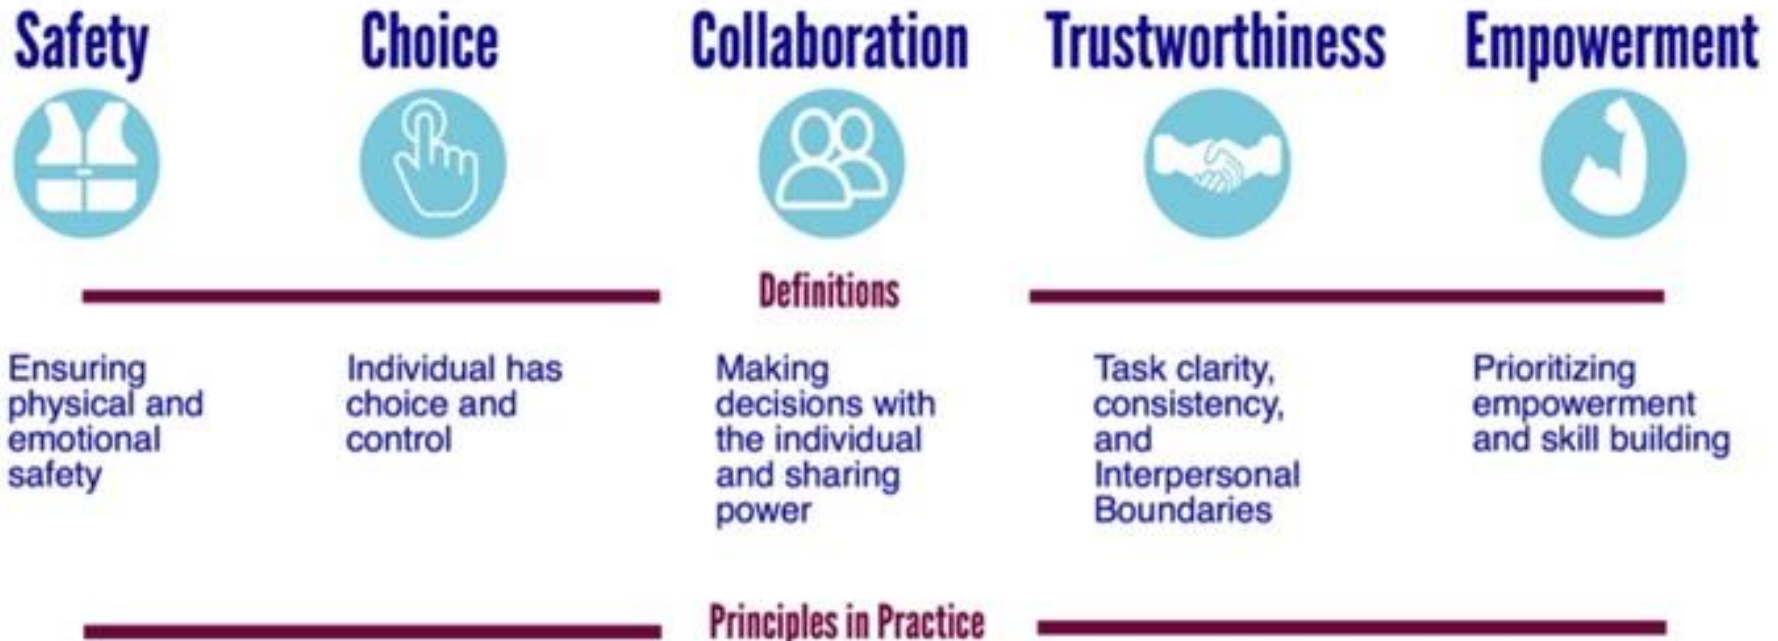 Safety
Choice
Collaboration
Trustworthiness
Empowerment
Definitions
Ensuring
physical and
emotional
safety
Individual has
choice and
control
Making
decisions with
the individual
and sharing
power
Task clarity,
consistency,
and
Interpersonal
Boundaries
Prioritizing
empowerment
and skill building
Principles in Practice